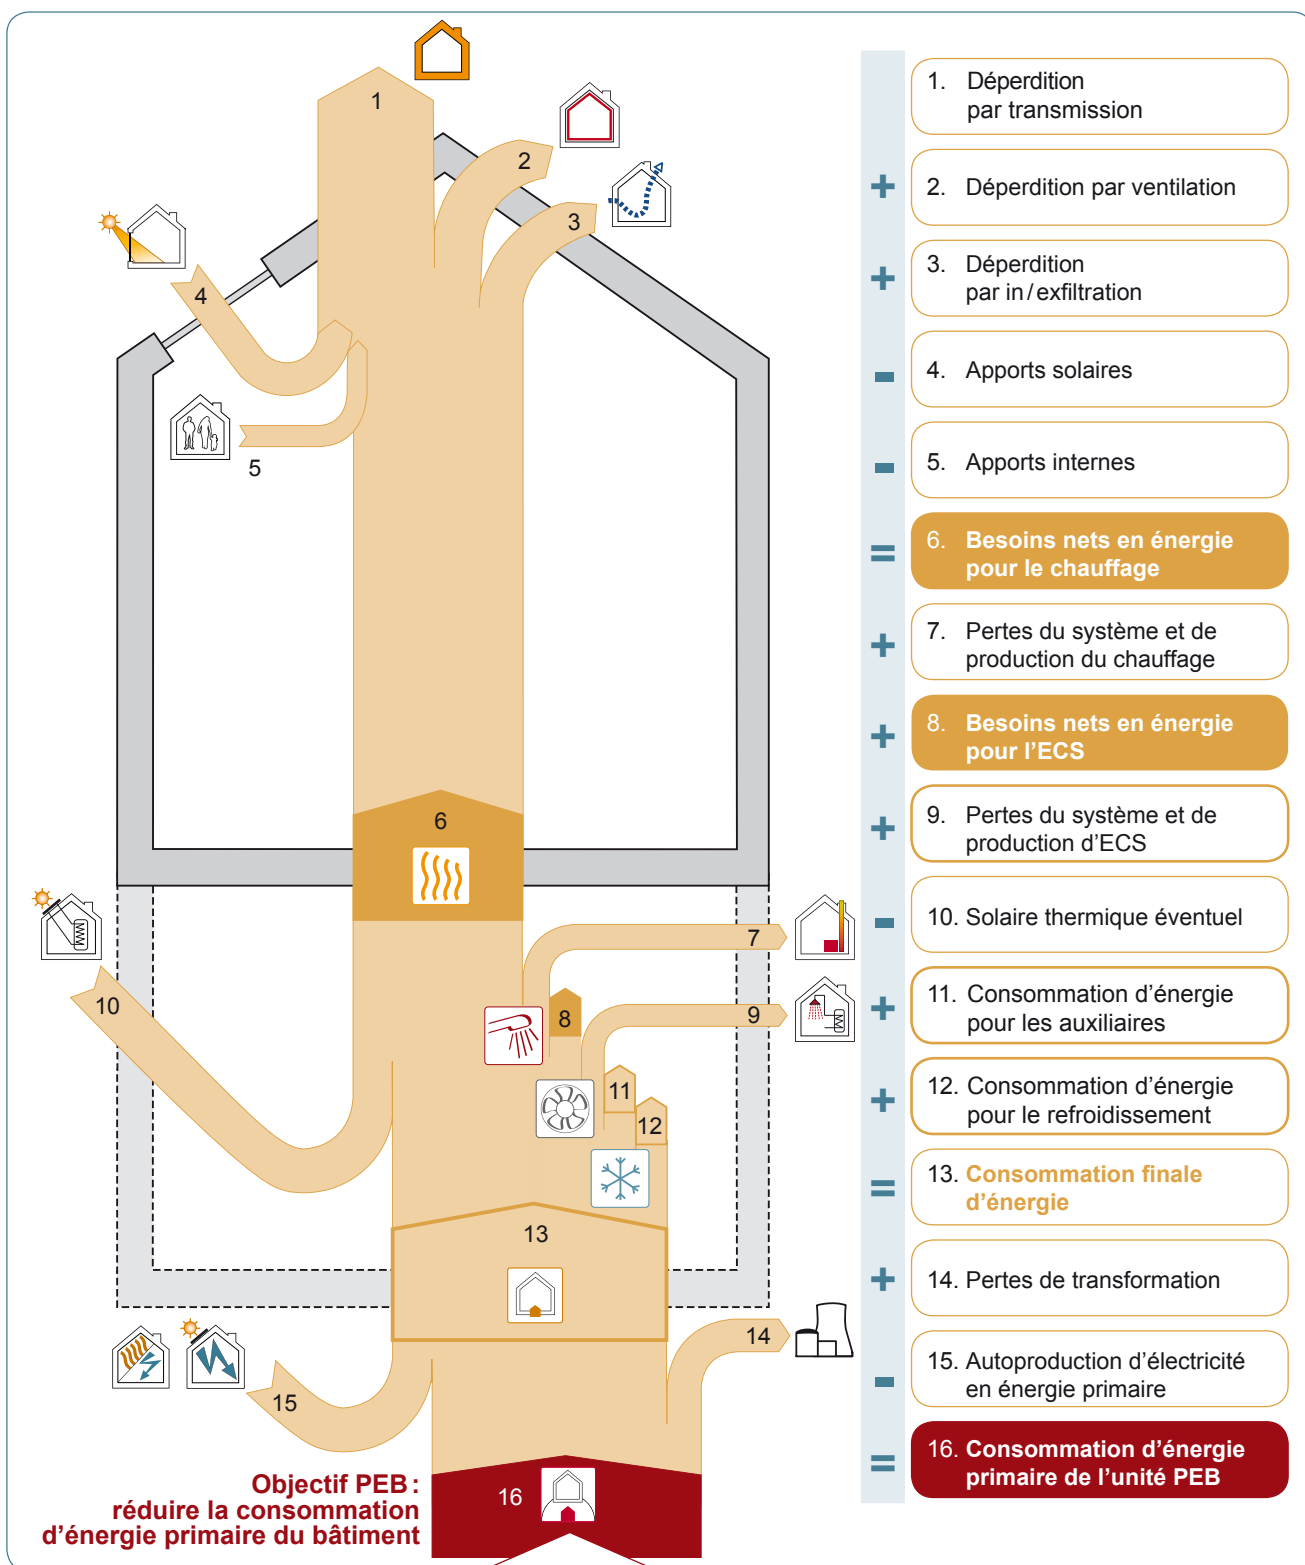 1
2
3
4
5
6
7
8
9
10
11
12
13
14
15
16
Objectif PEB :
réduire la consommation
d’énergie primaire du bâtiment
1. Déperdition
par transmission
+ 2. Déperdition par ventilation
+ 3. Déperdition
par in / exfiltration
- 4. Apports solaires
- 5. Apports internes
= 6. Besoins nets en énergie
pour le chauffage
+ 7. Pertes du système et de
production du chauffage
+ 8. Besoins nets en énergie
pour l’ECS
+ 9. Pertes du système et de
production d’ECS
- 10. Solaire thermique éventuel
+ 11. Consommation d’énergie
pour les auxiliaires
+ 12. Consommation d’énergie
pour le refroidissement
= 13. Consommation finale
d’énergie
+ 14. Pertes de transformation
- 15. Autoproduction d’électricité
en énergie primaire
= 16. Consommation d’énergie
primaire de l’unité PEB